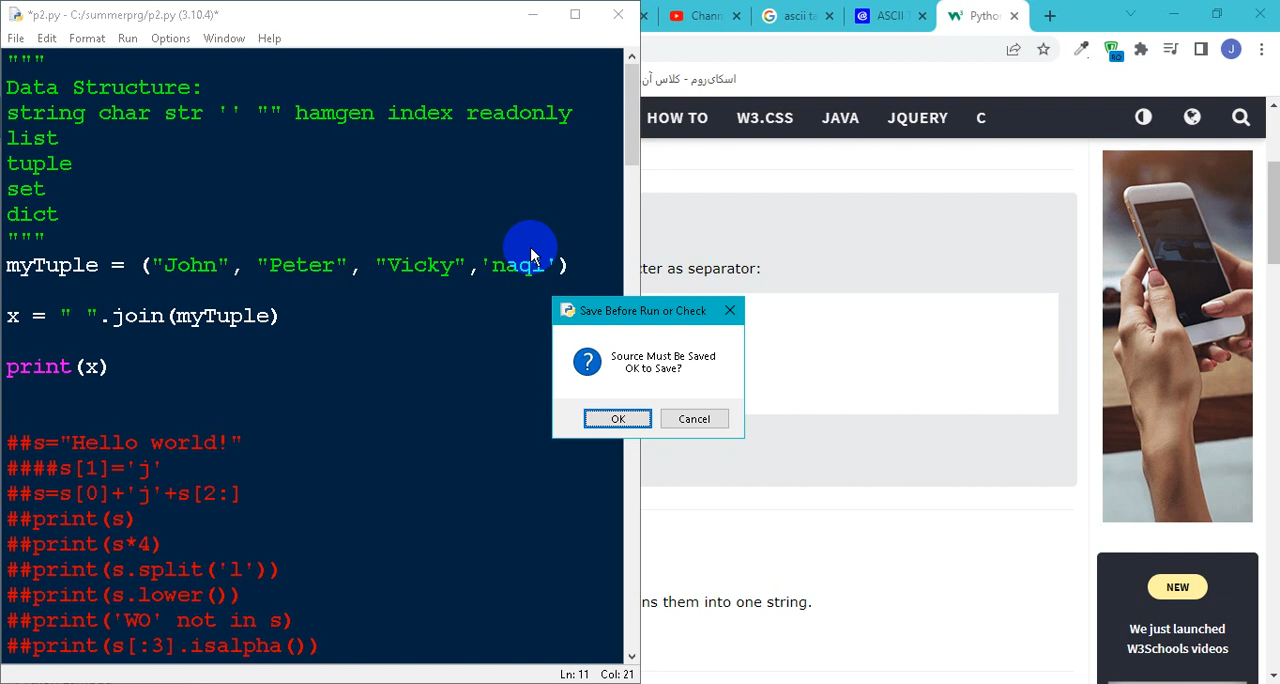 *p2.py - C:/summerprg/p2.py (3.10.4)*
File Edit Format Run Options Window Help
"""
Data Structure:
string char str '' "" hamgen index readonly
list
tuple
set
dict
"""
myTuple = ("John", "Peter", "Vicky",'naqi')
x = " ".join(myTuple)
print(x)
##s="Hello world!"
####s[1]='j'
##s=s[0]+'j'+s[2:]
##print(s)
##print(s*4)
##print(s.split('l'))
##print(s.lower())
##print('WO' not in s)
##print(s[:3].isalpha())
Ln: 11 Col: 21
Save Before Run or Check
Source Must Be Saved
OK to Save?
OK Cancel
Chann
ascii ta
ASCII
Pytho
J
اسکای‌روم - کلاس آن
HOW TO W3.CSS JAVA JQUERY C
cter as separator:
ns them into one string.
NEW
We just launched
W3Schools videos